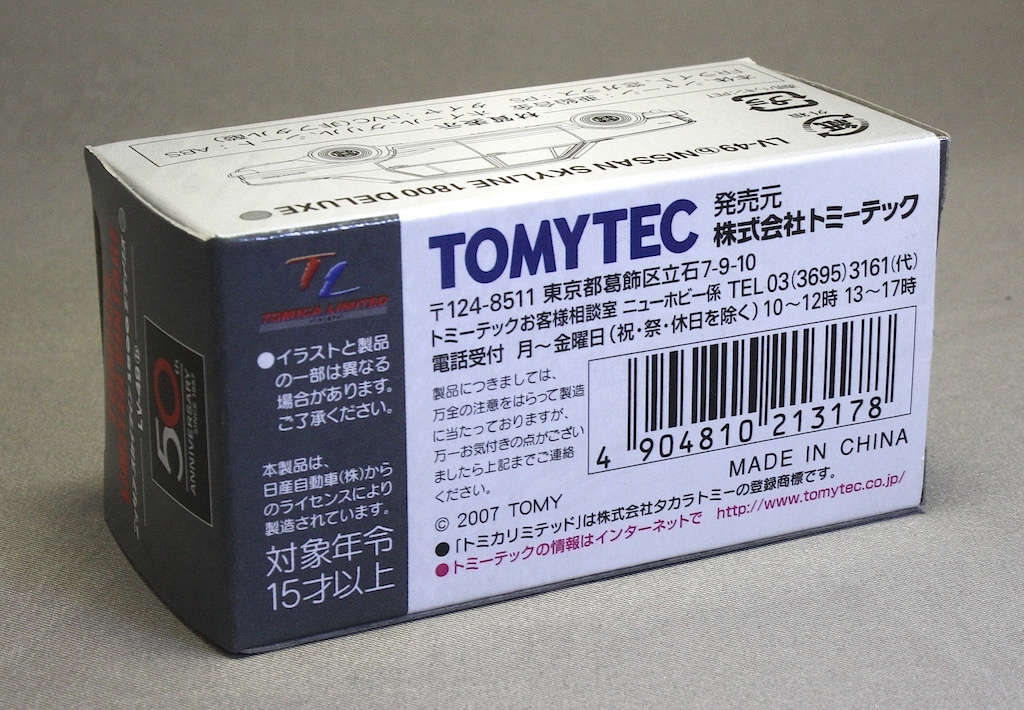 LV-49ⓑ NISSAN SKYLINE 1800 DELUXE
TL
TOMICA LIMITED
●イラストと製品
の一部は異なる
場合があります。
ご了承ください。
本製品は、
日産自動車(株)から
のライセンスにより
製造されています。
対象年令
15才以上
TOMYTEC
発売元
株式会社トミーテック
〒124-8511 東京都葛飾区立石7-9-10
トミーテックお客様相談室 ニューホビー係 TEL 03(3695)3161(代)
電話受付 月～金曜日(祝・祭・休日を除く)10～12時 13～17時
製品につきましては、
万全の注意をはらって製造
に当たっておりますが、
万一お気付きの点がござい
ましたら上記までご連絡
ください。
4 904810 213178
MADE IN CHINA
© 2007 TOMY
●「トミカリミテッド」は株式会社タカラトミーの登録商標です。
●トミーテックの情報はインターネットで http://www.tomytec.co.jp/
50th
ANNIVERSARY